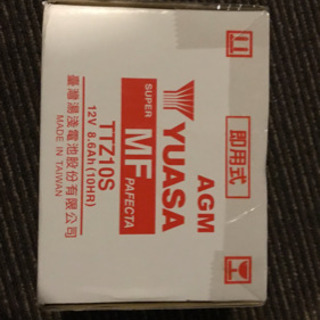 AGM
YUASA
SUPER MF PAFECTA
TTZ10S
12V 8.6Ah(10HR)
臺灣湯淺電池股份有限公司
MADE IN TAIWAN
即用式